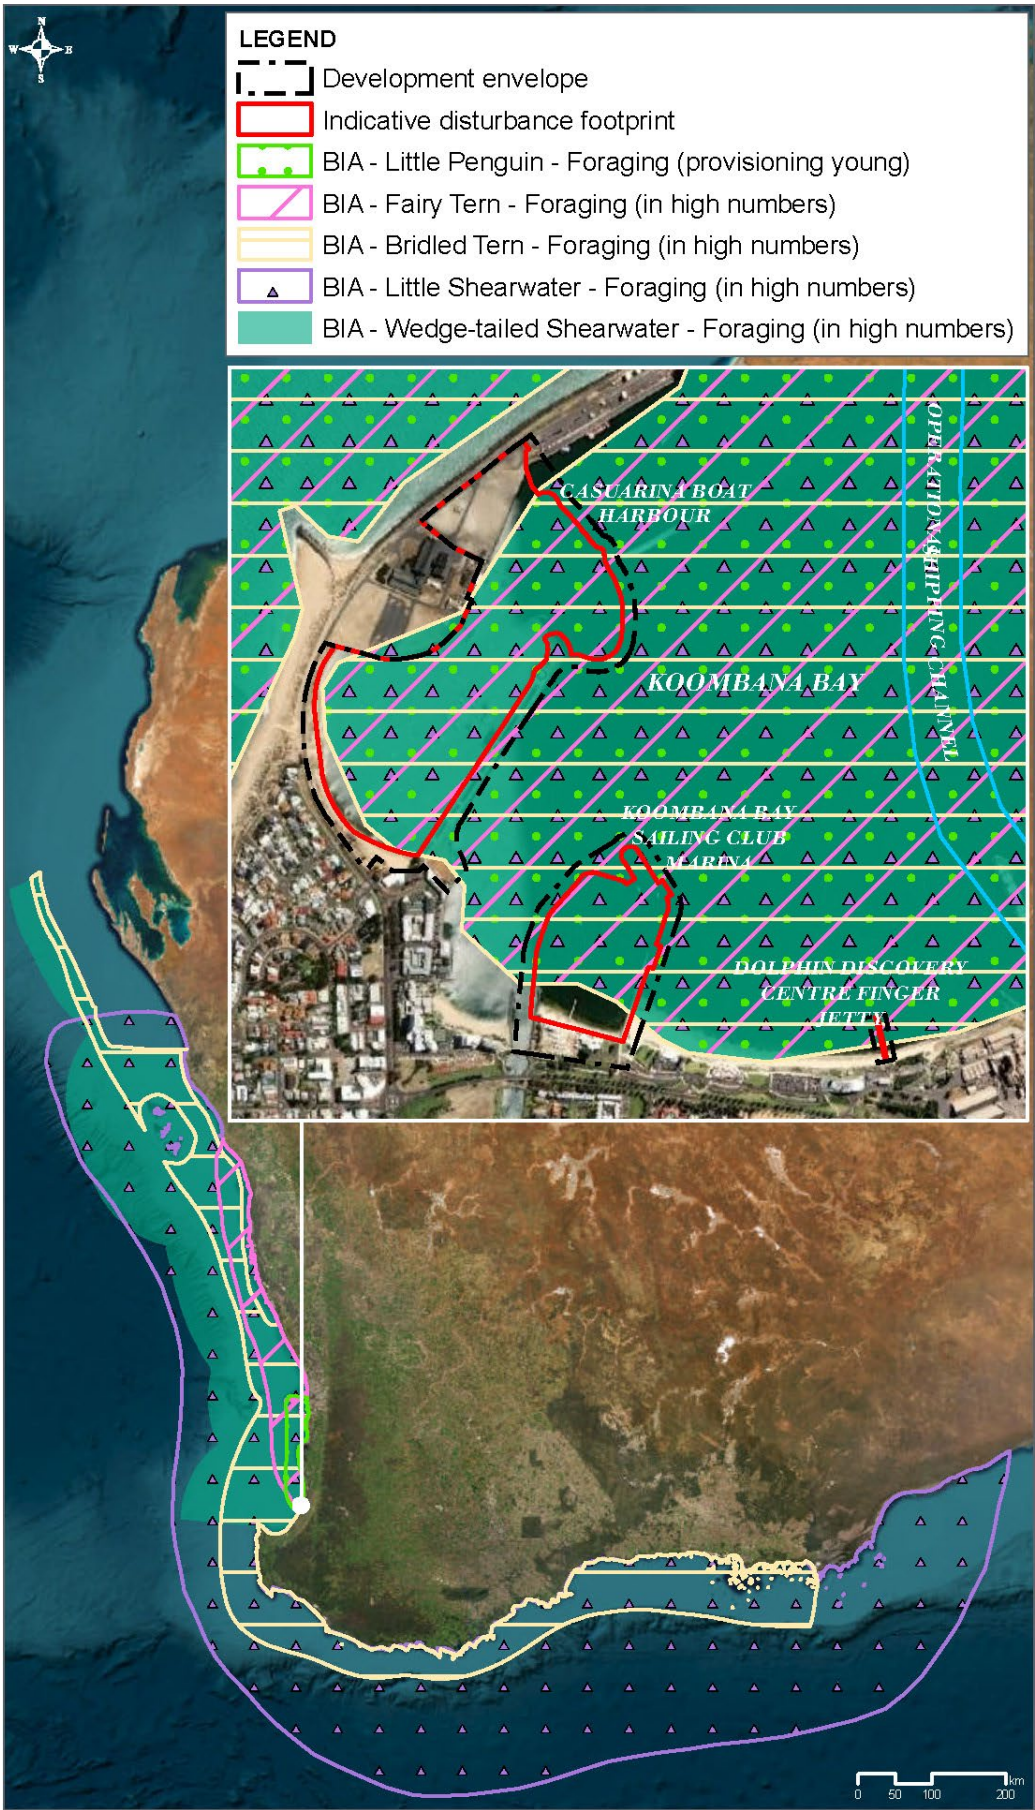 N
W E
S
LEGEND
Development envelope
Indicative disturbance footprint
BIA - Little Penguin - Foraging (provisioning young)
BIA - Fairy Tern - Foraging (in high numbers)
BIA - Bridled Tern - Foraging (in high numbers)
BIA - Little Shearwater - Foraging (in high numbers)
BIA - Wedge-tailed Shearwater - Foraging (in high numbers)
CASUARINA BOAT
HARBOUR
OPERATIONAL
SHIPPING CHANNEL
KOOMBANA BAY
KOOMBANA BAY
SAILING CLUB
MARINA
DOLPHIN DISCOVERY
CENTRE FINGER
JETTY
km
0 50 100 200